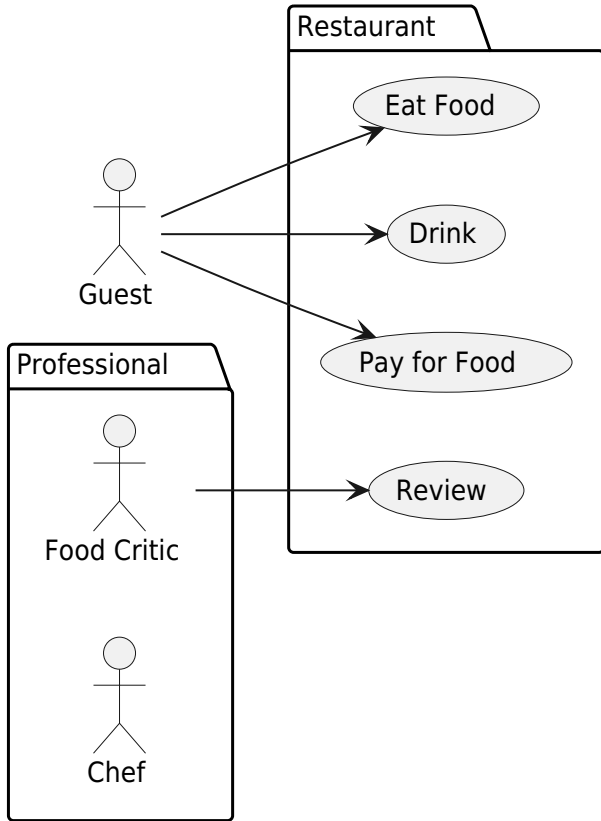 Restaurant
Eat Food
Drink
Guest
Pay for Food
Professional
Review
Food Critic
Chef